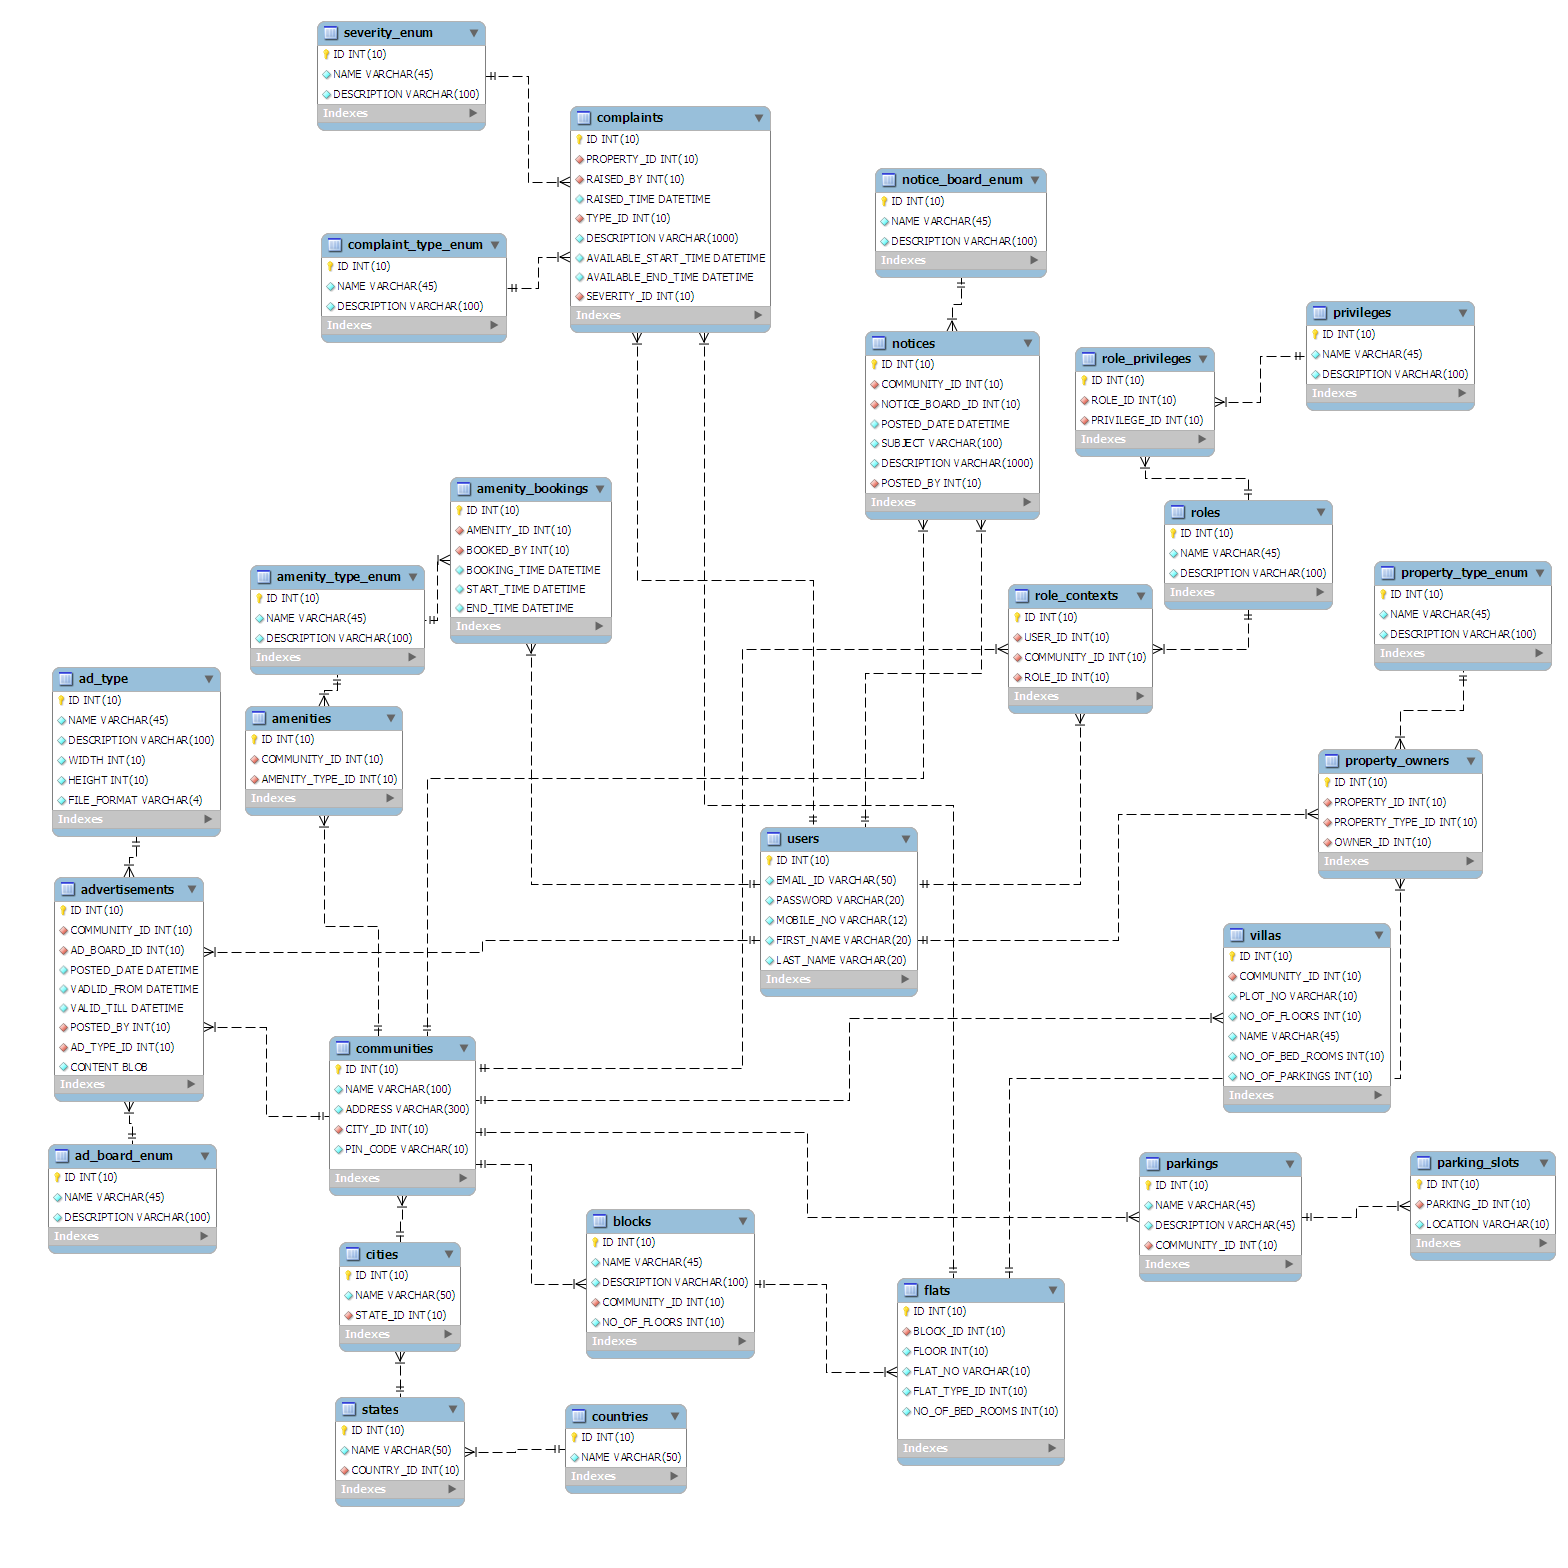 severity_enum
ID INT(10)
NAME VARCHAR(45)
DESCRIPTION VARCHAR(100)
Indexes
complaints
ID INT(10)
PROPERTY_ID INT(10)
RAISED_BY INT(10)
RAISED_TIME DATETIME
TYPE_ID INT(10)
DESCRIPTION VARCHAR(1000)
AVAILABLE_START_TIME DATETIME
AVAILABLE_END_TIME DATETIME
SEVERITY_ID INT(10)
Indexes
complaint_type_enum
ID INT(10)
NAME VARCHAR(45)
DESCRIPTION VARCHAR(100)
Indexes
notice_board_enum
ID INT(10)
NAME VARCHAR(45)
DESCRIPTION VARCHAR(100)
Indexes
notices
ID INT(10)
COMMUNITY_ID INT(10)
NOTICE_BOARD_ID INT(10)
POSTED_DATE DATETIME
SUBJECT VARCHAR(100)
DESCRIPTION VARCHAR(1000)
POSTED_BY INT(10)
Indexes
privileges
ID INT(10)
NAME VARCHAR(45)
DESCRIPTION VARCHAR(100)
Indexes
role_privileges
ID INT(10)
ROLE_ID INT(10)
PRIVILEGE_ID INT(10)
Indexes
roles
ID INT(10)
NAME VARCHAR(45)
DESCRIPTION VARCHAR(100)
Indexes
amenity_bookings
ID INT(10)
AMENITY_ID INT(10)
BOOKED_BY INT(10)
BOOKING_TIME DATETIME
START_TIME DATETIME
END_TIME DATETIME
Indexes
amenity_type_enum
ID INT(10)
NAME VARCHAR(45)
DESCRIPTION VARCHAR(100)
Indexes
role_contexts
ID INT(10)
USER_ID INT(10)
COMMUNITY_ID INT(10)
ROLE_ID INT(10)
Indexes
property_type_enum
ID INT(10)
NAME VARCHAR(45)
DESCRIPTION VARCHAR(100)
Indexes
ad_type
ID INT(10)
NAME VARCHAR(45)
DESCRIPTION VARCHAR(100)
WIDTH INT(10)
HEIGHT INT(10)
FILE_FORMAT VARCHAR(4)
Indexes
amenities
ID INT(10)
COMMUNITY_ID INT(10)
AMENITY_TYPE_ID INT(10)
Indexes
property_owners
ID INT(10)
PROPERTY_ID INT(10)
PROPERTY_TYPE_ID INT(10)
OWNER_ID INT(10)
Indexes
users
ID INT(10)
EMAIL_ID VARCHAR(50)
PASSWORD VARCHAR(20)
MOBILE_NO VARCHAR(12)
FIRST_NAME VARCHAR(20)
LAST_NAME VARCHAR(20)
Indexes
advertisements
ID INT(10)
COMMUNITY_ID INT(10)
AD_BOARD_ID INT(10)
POSTED_DATE DATETIME
VADLID_FROM DATETIME
VALID_TILL DATETIME
POSTED_BY INT(10)
AD_TYPE_ID INT(10)
CONTENT BLOB
Indexes
villas
ID INT(10)
COMMUNITY_ID INT(10)
PLOT_NO VARCHAR(10)
NO_OF_FLOORS INT(10)
NAME VARCHAR(45)
NO_OF_BED_ROOMS INT(10)
NO_OF_PARKINGS INT(10)
Indexes
communities
ID INT(10)
NAME VARCHAR(100)
ADDRESS VARCHAR(300)
CITY_ID INT(10)
PIN_CODE VARCHAR(10)
Indexes
ad_board_enum
ID INT(10)
NAME VARCHAR(45)
DESCRIPTION VARCHAR(100)
Indexes
parkings
ID INT(10)
NAME VARCHAR(45)
DESCRIPTION VARCHAR(45)
COMMUNITY_ID INT(10)
Indexes
parking_slots
ID INT(10)
PARKING_ID INT(10)
LOCATION VARCHAR(10)
Indexes
blocks
ID INT(10)
NAME VARCHAR(45)
DESCRIPTION VARCHAR(100)
COMMUNITY_ID INT(10)
NO_OF_FLOORS INT(10)
Indexes
cities
ID INT(10)
NAME VARCHAR(50)
STATE_ID INT(10)
Indexes
flats
ID INT(10)
BLOCK_ID INT(10)
FLOOR INT(10)
FLAT_NO VARCHAR(10)
FLAT_TYPE_ID INT(10)
NO_OF_BED_ROOMS INT(10)
Indexes
states
ID INT(10)
NAME VARCHAR(50)
COUNTRY_ID INT(10)
Indexes
countries
ID INT(10)
NAME VARCHAR(50)
Indexes